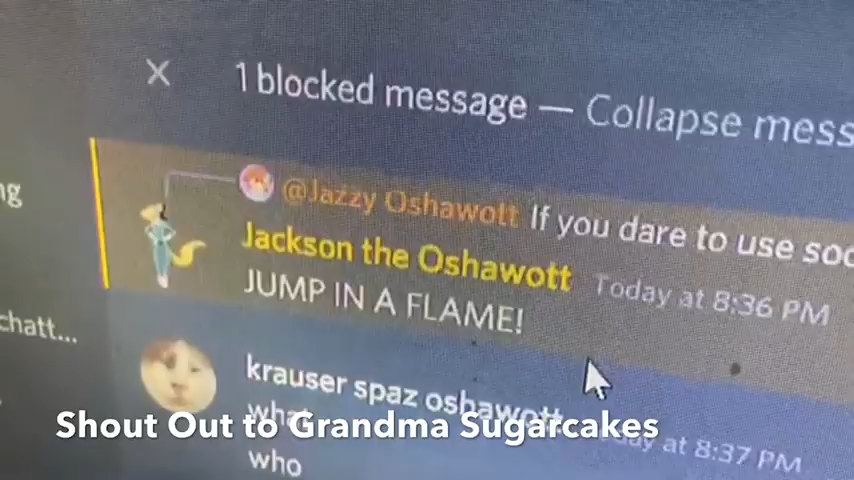 1 blocked message — Collapse mess
ng
@Jazzy Oshawott If you dare to use soc
Jackson the Oshawott Today at 8:36 PM
JUMP IN A FLAME!
chatt...
krauser spaz oshawott Today at 8:37 PM
what
Shout Out to Grandma Sugarcakes
who